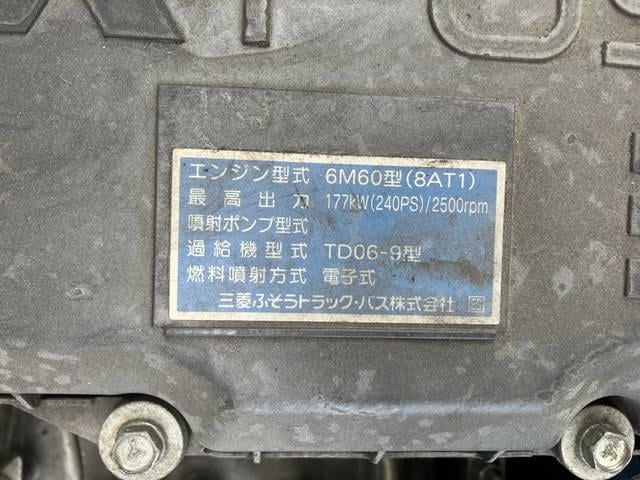 エンジン型式 6M60型(8AT1)
最高出力 177kW(240PS)/2500rpm
噴射ポンプ型式
過給機型式 TD06-9型
燃料噴射方式 電子式
三菱ふそうトラック・バス株式会社